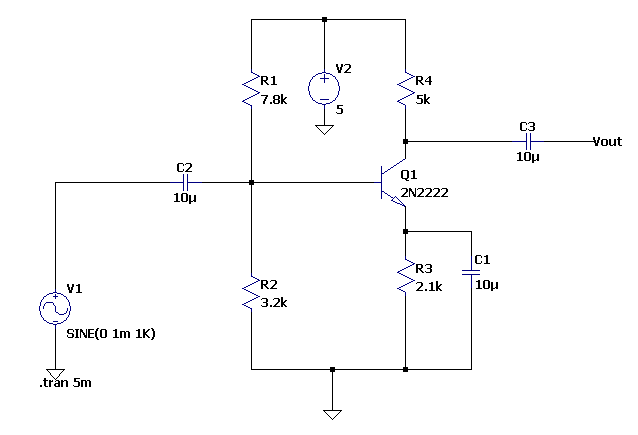 V2
R1
R4
7.8k
5k
5
C3
Vout
10µ
C2
Q1
10µ
2N2222
C1
R3
R2
2.1k
10µ
V1
3.2k
SINE(0 1m 1K)
.tran 5m